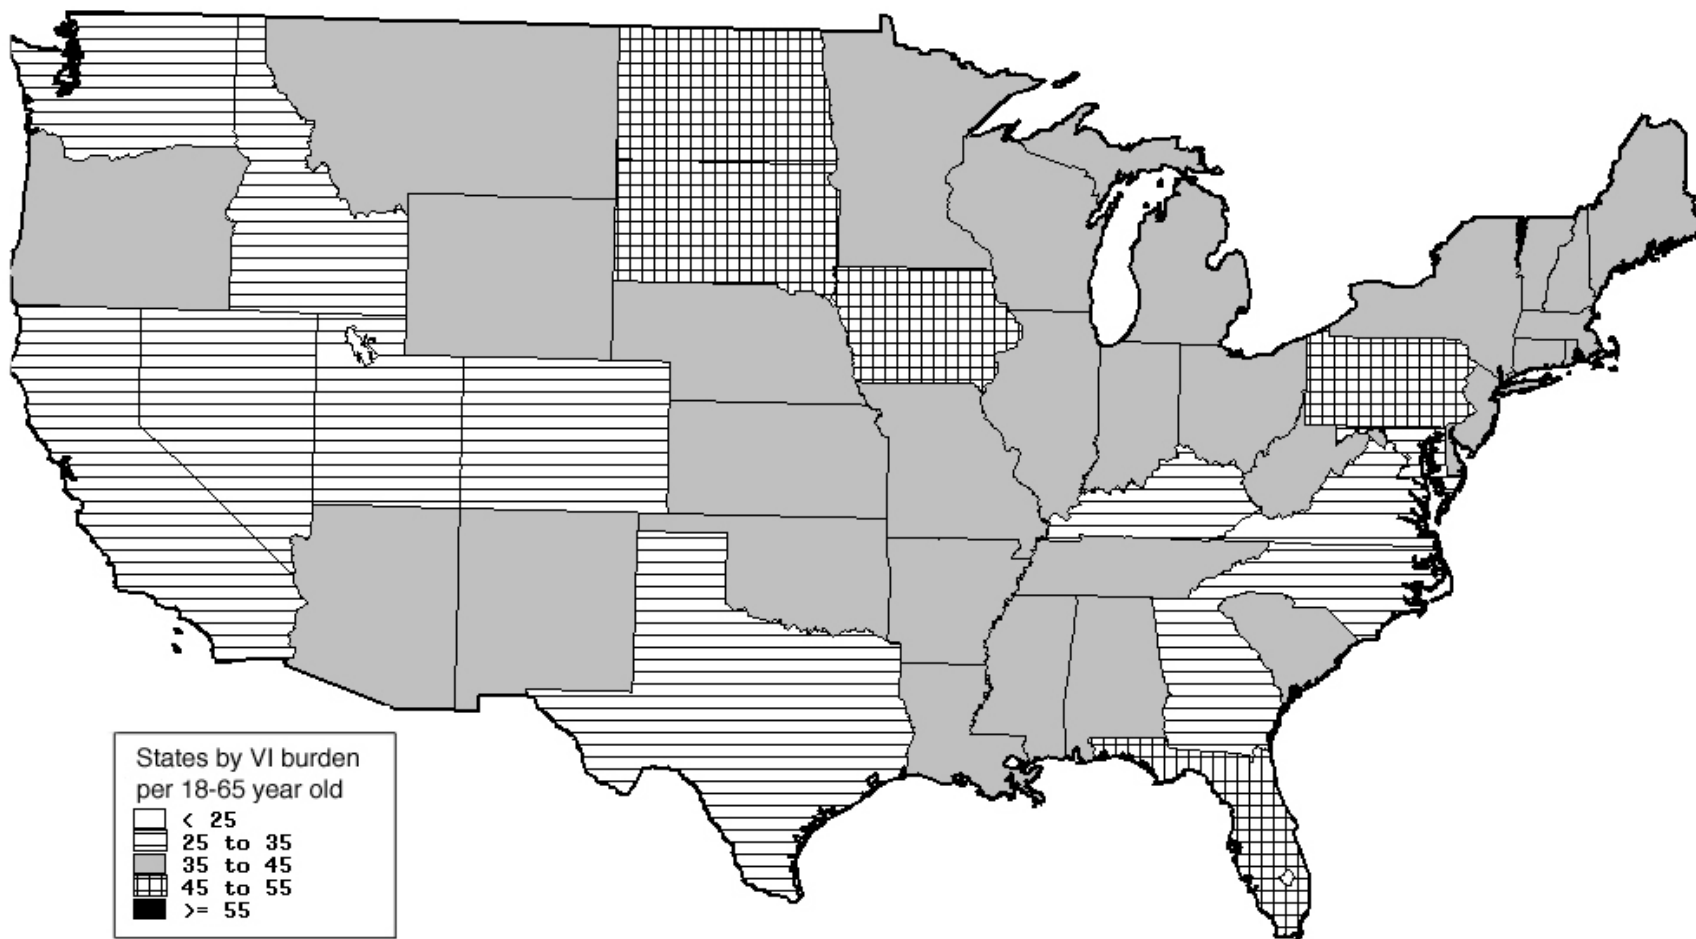 States by VI burden
per 18-65 year old
< 25
25 to 35
35 to 45
45 to 55
>= 55